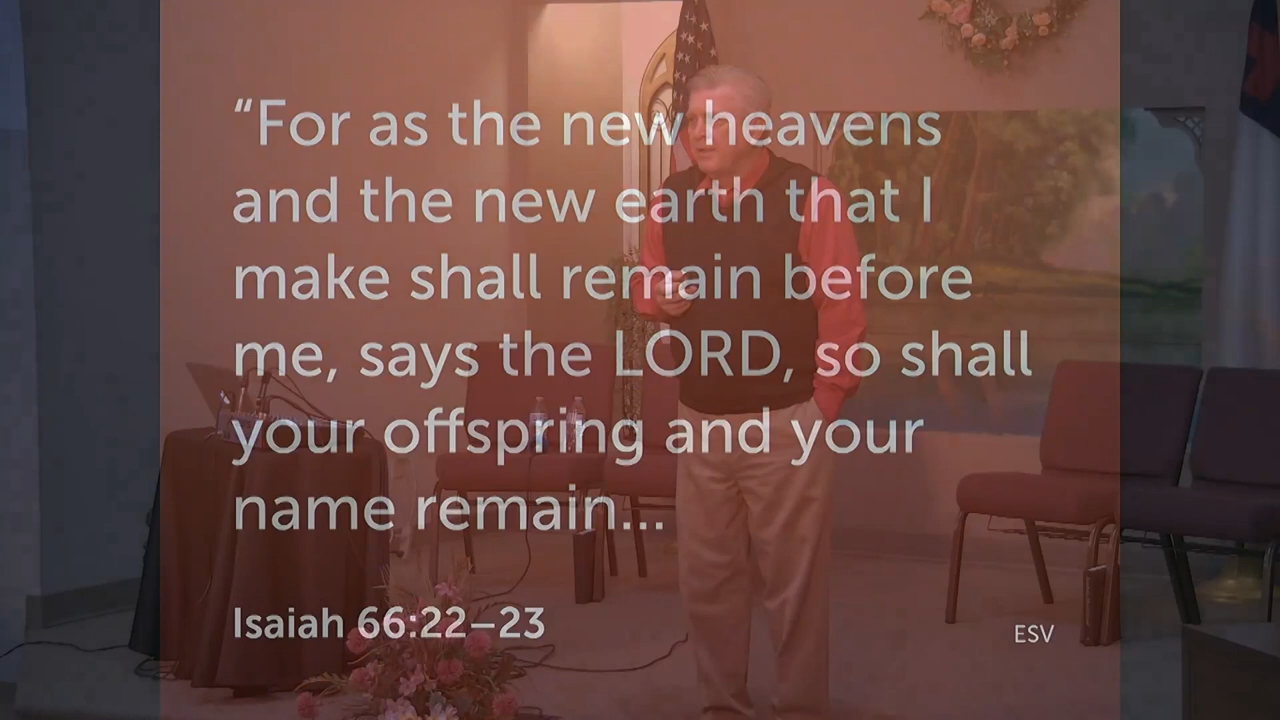 “For as the new heavens
and the new earth that I
make shall remain before
me, says the LORD, so shall
your offspring and your
name remain...
Isaiah 66:22–23
ESV